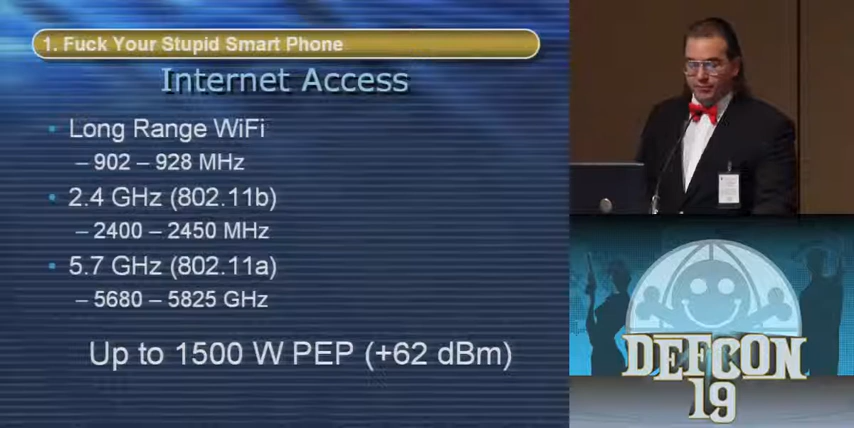 1. Fuck Your Stupid Smart Phone
Internet Access
• Long Range WiFi
– 902 – 928 MHz
• 2.4 GHz (802.11b)
– 2400 – 2450 MHz
• 5.7 GHz (802.11a)
– 5680 – 5825 GHz
Up to 1500 W PEP (+62 dBm)
DEFCON
19